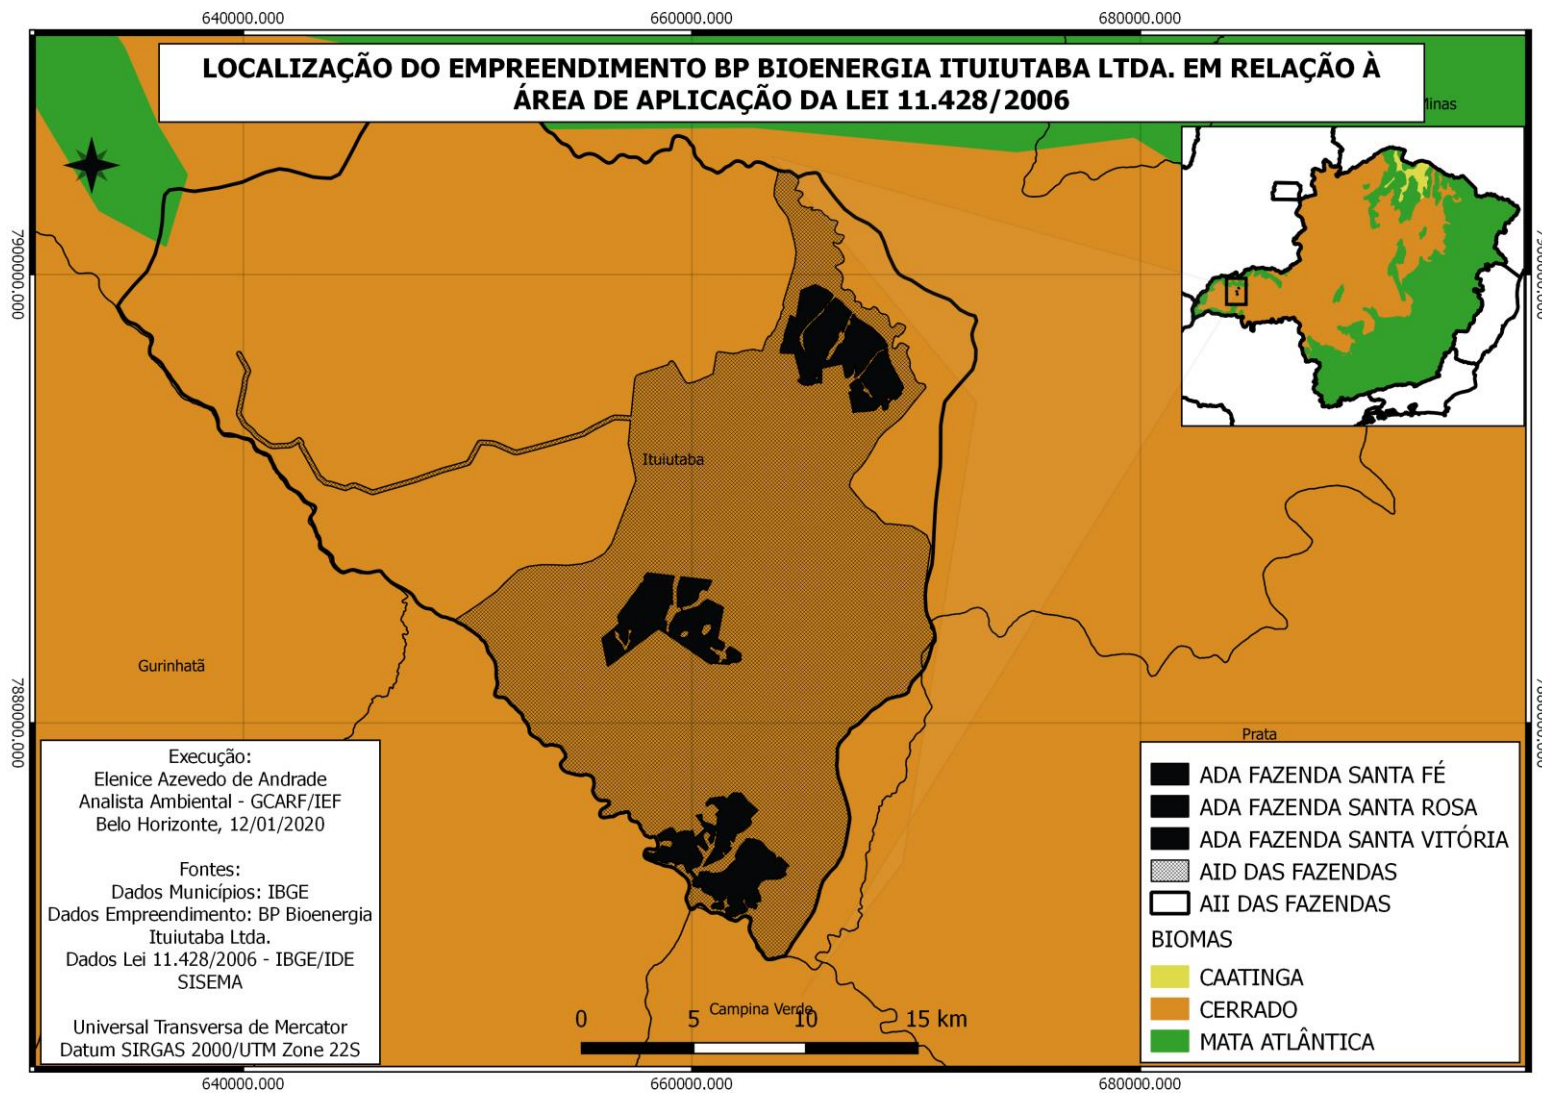 640000.000
660000.000
680000.000
LOCALIZAÇÃO DO EMPREENDIMENTO BP BIOENERGIA ITUIUTABA LTDA. EM RELAÇÃO À
ÁREA DE APLICAÇÃO DA LEI 11.428/2006
7900000.000
Ituiutaba
Gurinhatã
7880000.000
Prata
Execução:
Elenice Azevedo de Andrade
Analista Ambiental - GCARF/IEF
Belo Horizonte, 12/01/2020
Fontes:
Dados Municípios: IBGE
Dados Empreendimento: BP Bioenergia
Ituiutaba Ltda.
Dados Lei 11.428/2006 - IBGE/IDE
SISEMA
Universal Transversa de Mercator
Datum SIRGAS 2000/UTM Zone 22S
ADA FAZENDA SANTA FÉ
ADA FAZENDA SANTA ROSA
ADA FAZENDA SANTA VITÓRIA
AID DAS FAZENDAS
AII DAS FAZENDAS
BIOMAS
CAATINGA
CERRADO
MATA ATLÂNTICA
Campina Verde
0 5 10 15 km
640000.000
660000.000
680000.000